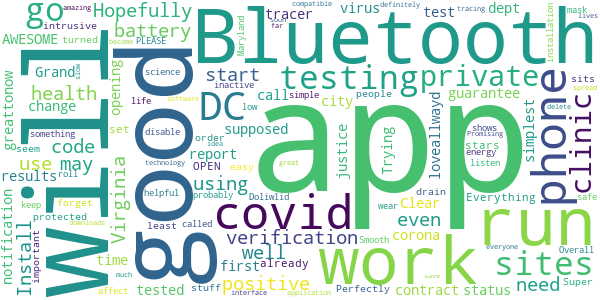 go Hopefully battery virus test dept
intrusive tracer mask
AWESOME turned PLEASE become Maryland
amazing compatible definitely tracing
Will good Bluetooth
Grand science opening start testing private
health inactive call simple low city people guarantee
change life DC justice Trying
greattonow something set disable order supposed
code seem report OPEN easy
use may using idea
results roll technology
notification Install Virginia helpful probably great
forget covid app
keep called Doliwlid
protected least verification even Clear
important time first already well corona
downloads tested positive Smooth
affect much stuff interface Perfectly application
phone clinic
simplest loveallwayd
stars shows energy sits
listen drain wear
work run sites
Everything safe spread
need Super
Overall everyone
contract status
delete installation lives
software far side